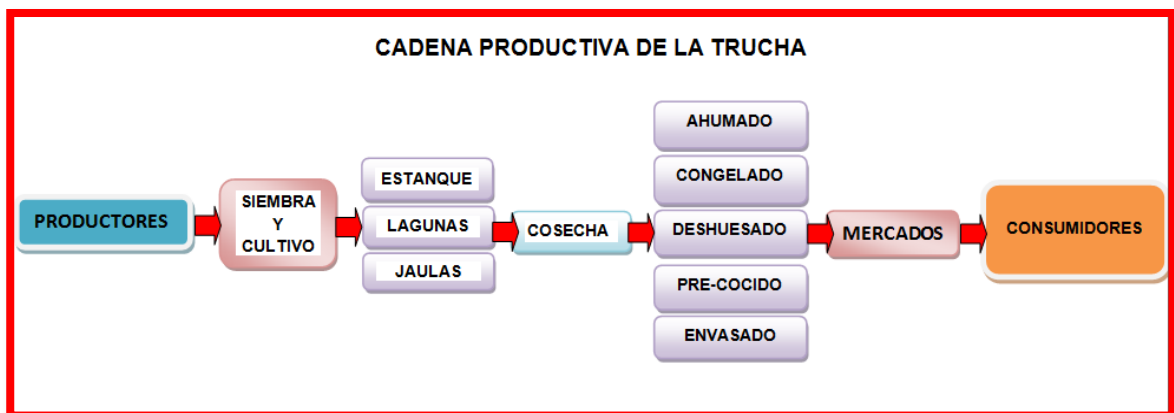 CADENA PRODUCTIVA DE LA TRUCHA
PRODUCTORES
SIEMBRA
Y
CULTIVO
ESTANQUE
LAGUNAS
JAULAS
COSECHA
AHUMADO
CONGELADO
DESHUESADO
PRE-COCIDO
ENVASADO
MERCADOS
CONSUMIDORES